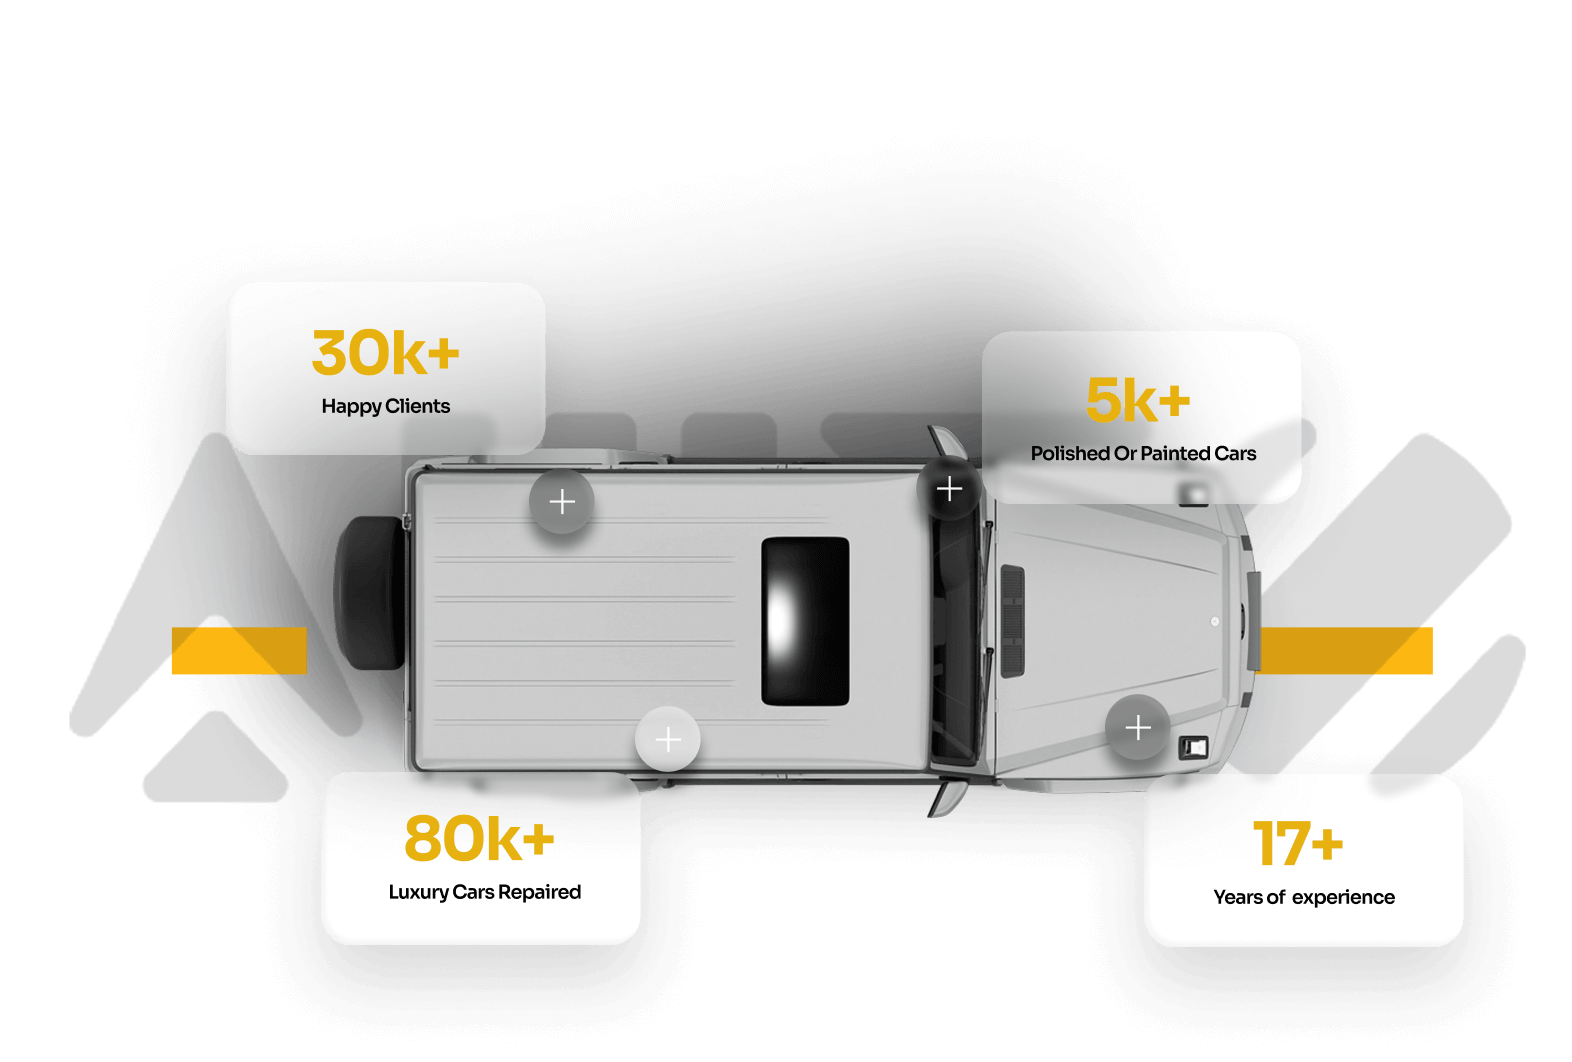 30k+
Happy Clients
5k+
Polished Or Painted Cars
80k+
Luxury Cars Repaired
17+
Years of experience